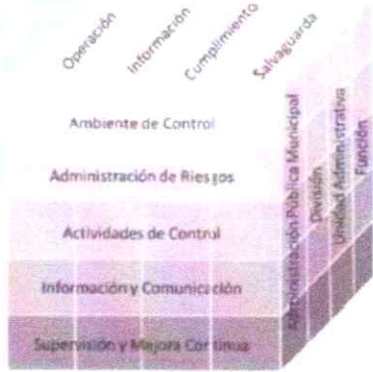 Operación
Información
Cumplimiento
Salvaguarda
Ambiente de Control
Administración de Riesgos
Actividades de Control
Información y Comunicación
Supervisión y Mejora Continua
Administración Pública Municipal
División
Unidad Administrativa
Función